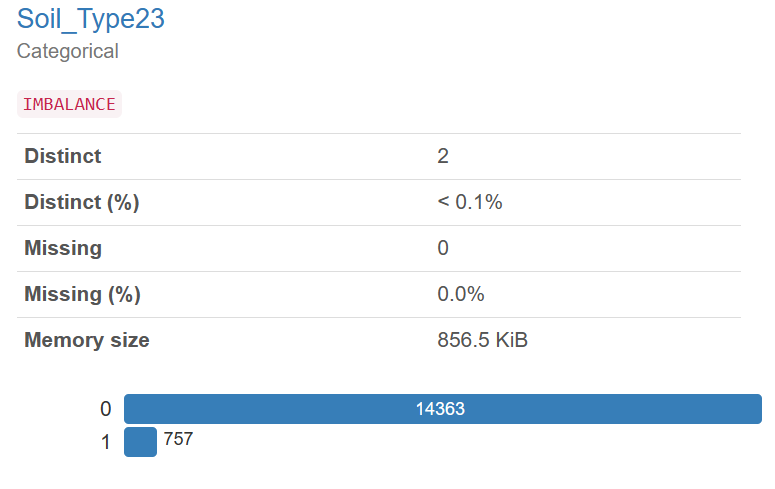 Soil_Type23
Categorical
IMBALANCE
Distinct 2
Distinct (%) < 0.1%
Missing 0
Missing (%) 0.0%
Memory size 856.5 KiB
0 14363
1 757